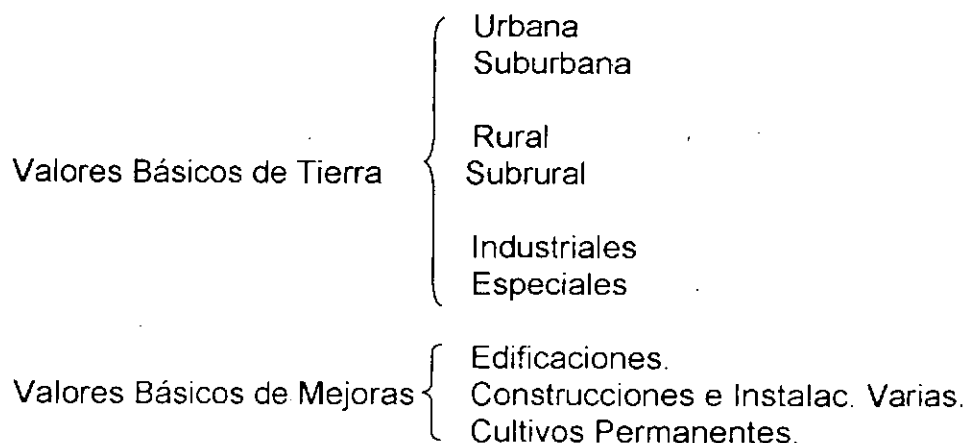 Urbana
Suburbana
Rural
Valores Básicos de Tierra
Subrural
Industriales
Especiales
Edificaciones.
Valores Básicos de Mejoras
Construcciones e Instalac. Varias.
Cultivos Permanentes.